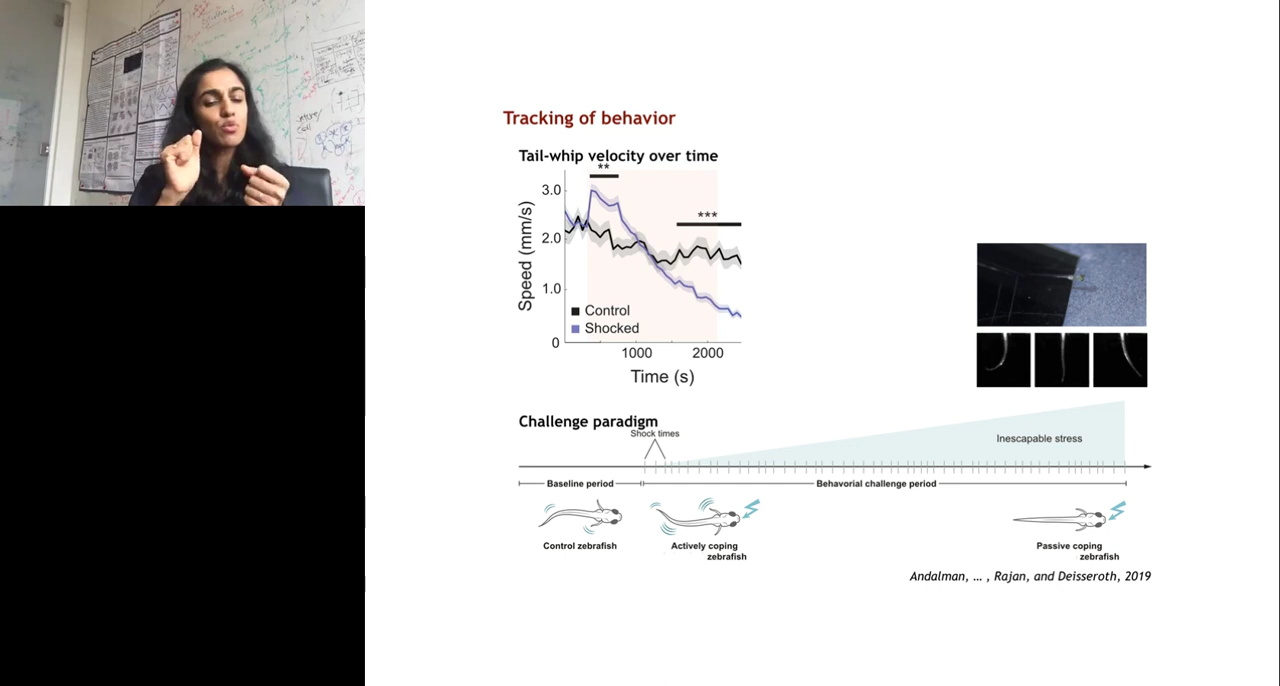 Tracking of behavior
Tail-whip velocity over time
**
***
3.0
2.0
1.0
0
Speed (mm/s)
Control
Shocked
1000
2000
Time (s)
Challenge paradigm
Shock times
Inescapable stress
Baseline period
Behavorial challenge period
Control zebrafish
Actively coping
zebrafish
Passive coping
zebrafish
Andalman, ... , Rajan, and Deisseroth, 2019